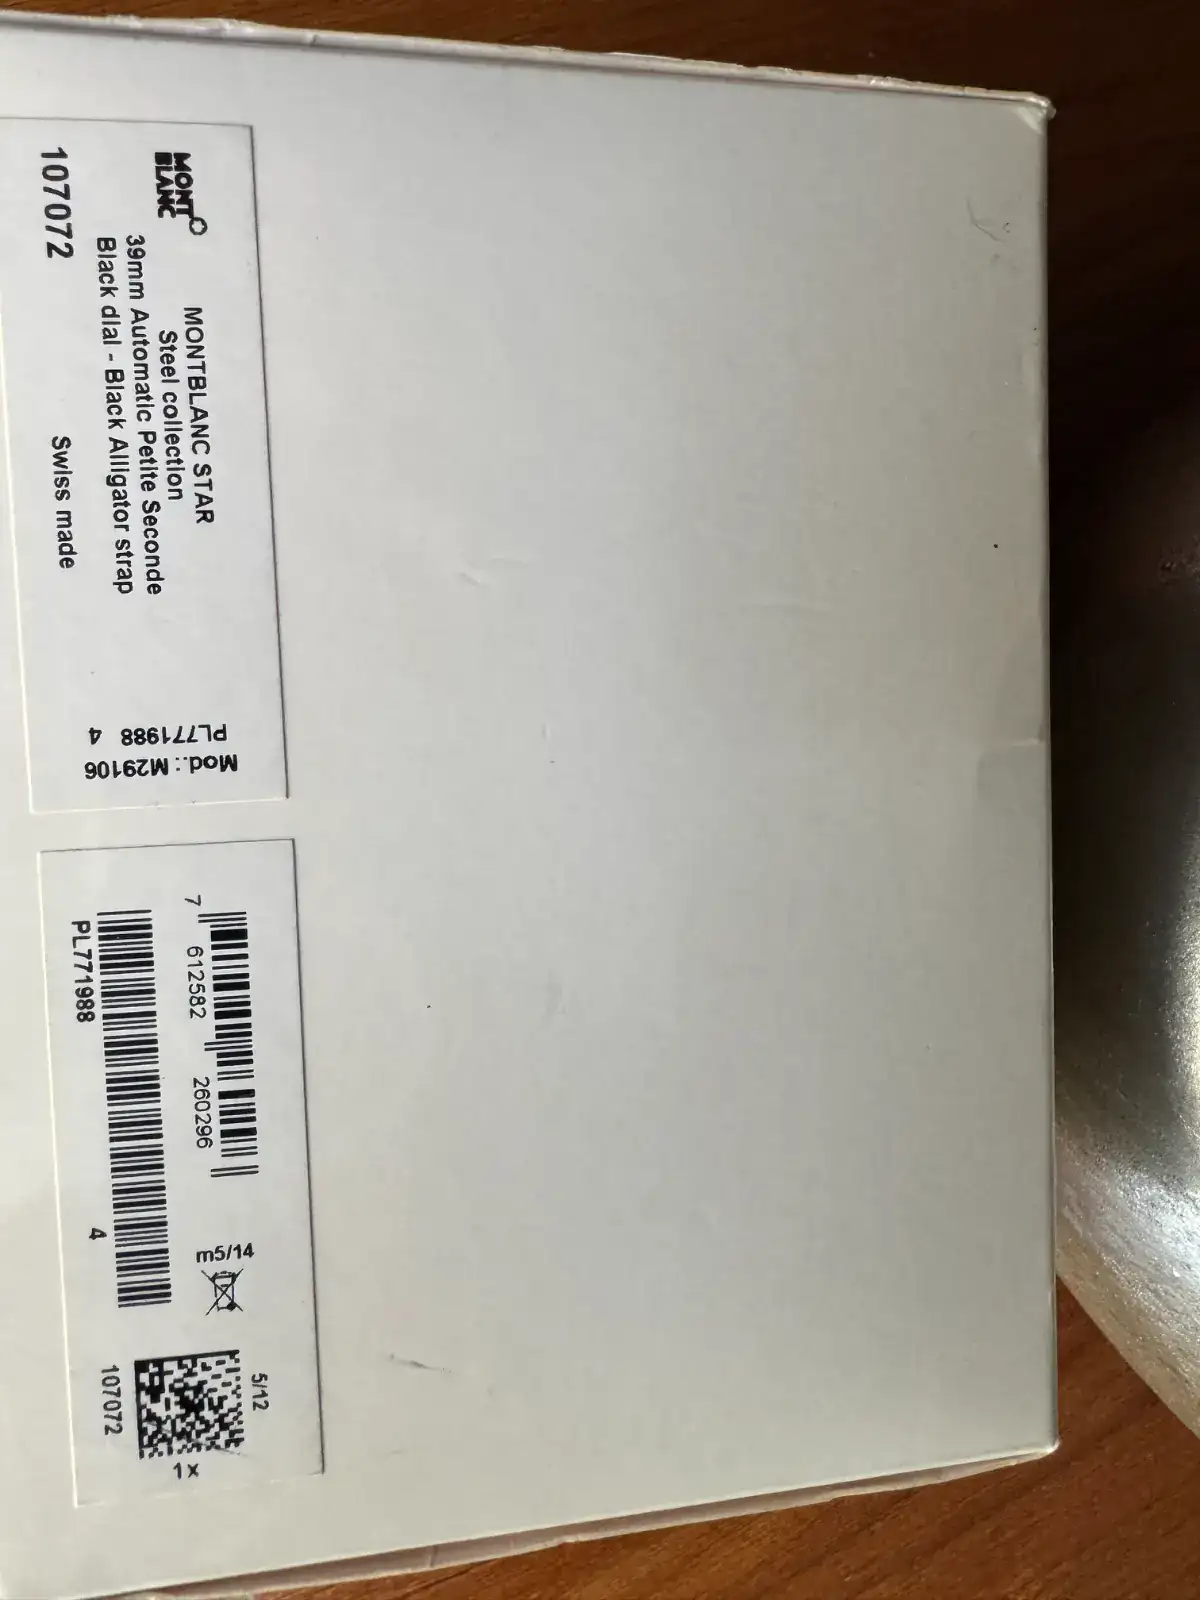 MONT
BLANC
MONTBLANC STAR
Steel collection
39mm Automatic Petite Seconde
Black dial - Black Alligator strap
107072
Swiss made
Mod.: M29106
PL771988 4
7 612582 260296
PL771988
4
m5/14
5/12
107072
1x